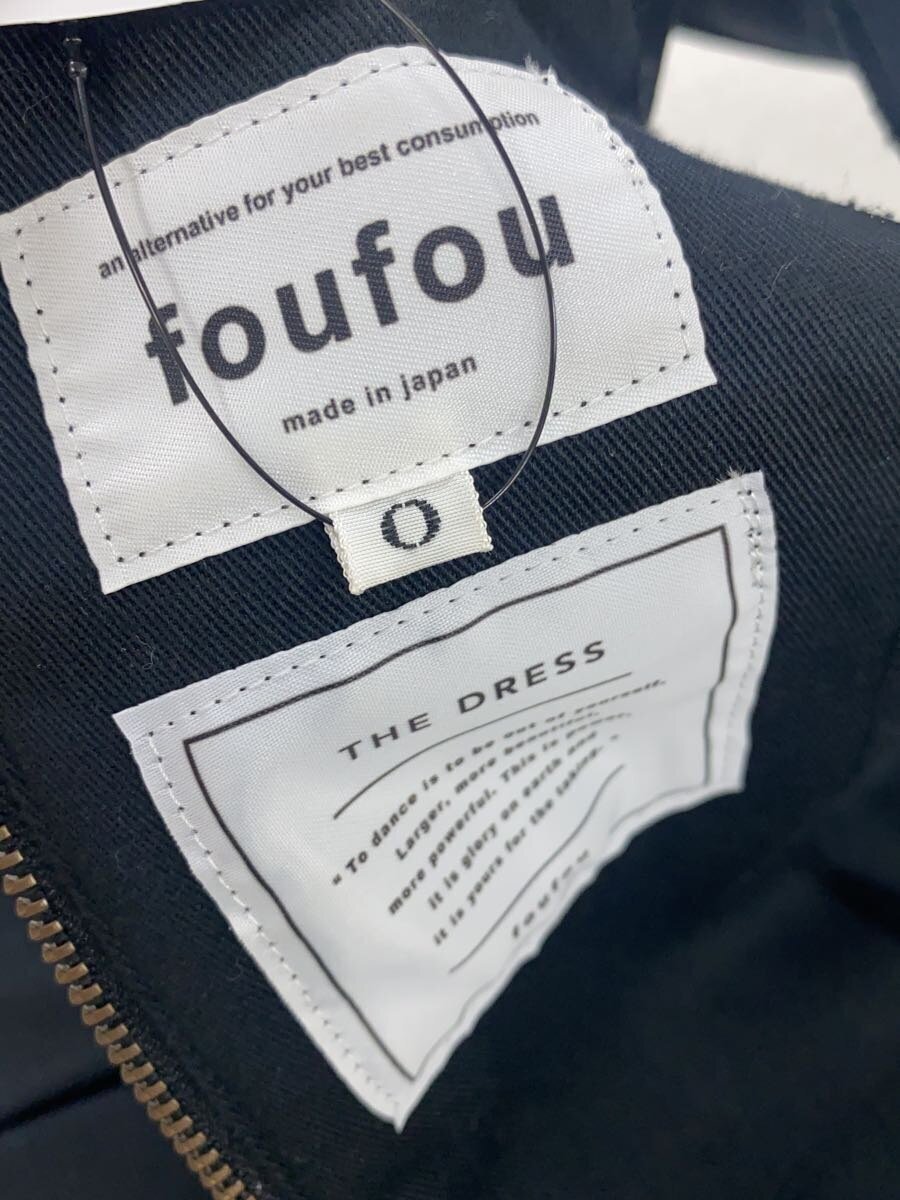 an alternative for your best consumption
foufou
made in japan
0
THE DRESS
" To dance is to be out of yourself.
Larger, more beautiful,
more powerful. This is power,
it is glory on earth and
it is yours for the taking. "
foufou